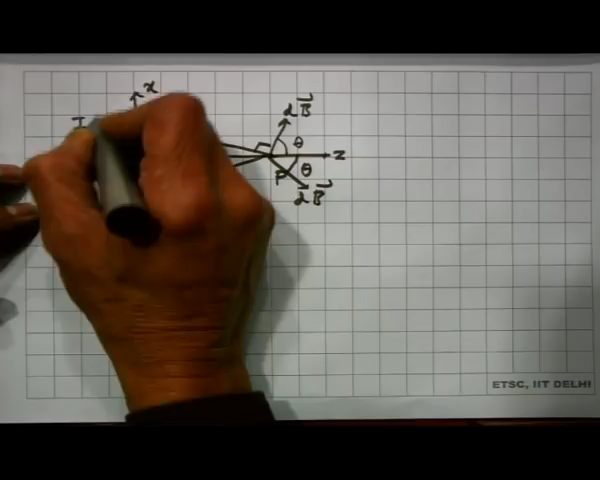 x
I
dB⃗
θ
z
P
θ
dB⃗
ETSC, IIT DELHI